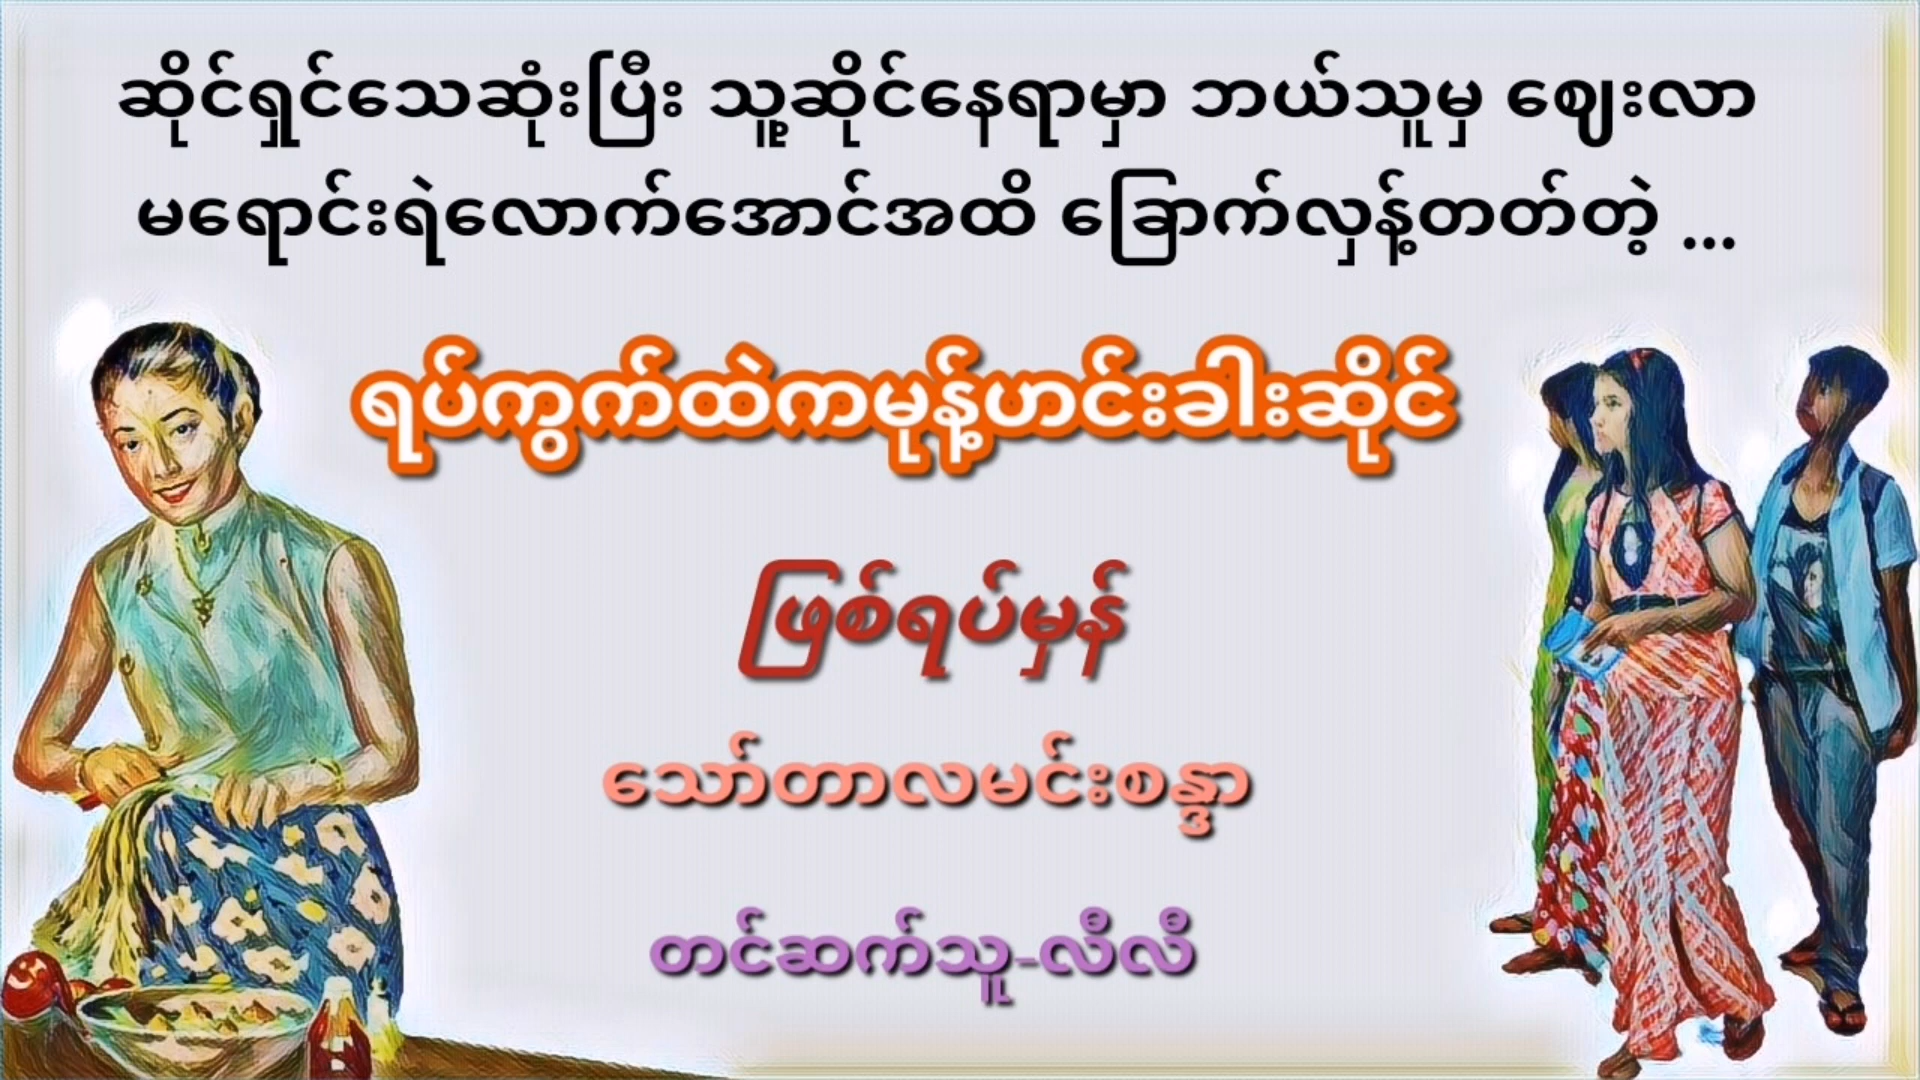 ဆိုင်ရှင်သေဆုံးပြီး သူ့ဆိုင်နေရာမှာ ဘယ်သူမှ ဈေးလာ
မရောင်းရဲလောက်အောင်အထိ ခြောက်လှန့်တတ်တဲ့ ...
ရပ်ကွက်ထဲကမုန့်ဟင်းခါးဆိုင်
ဖြစ်ရပ်မှန်
သော်တာလမင်းစန္ဒာ
တင်ဆက်သူ-လီလီ